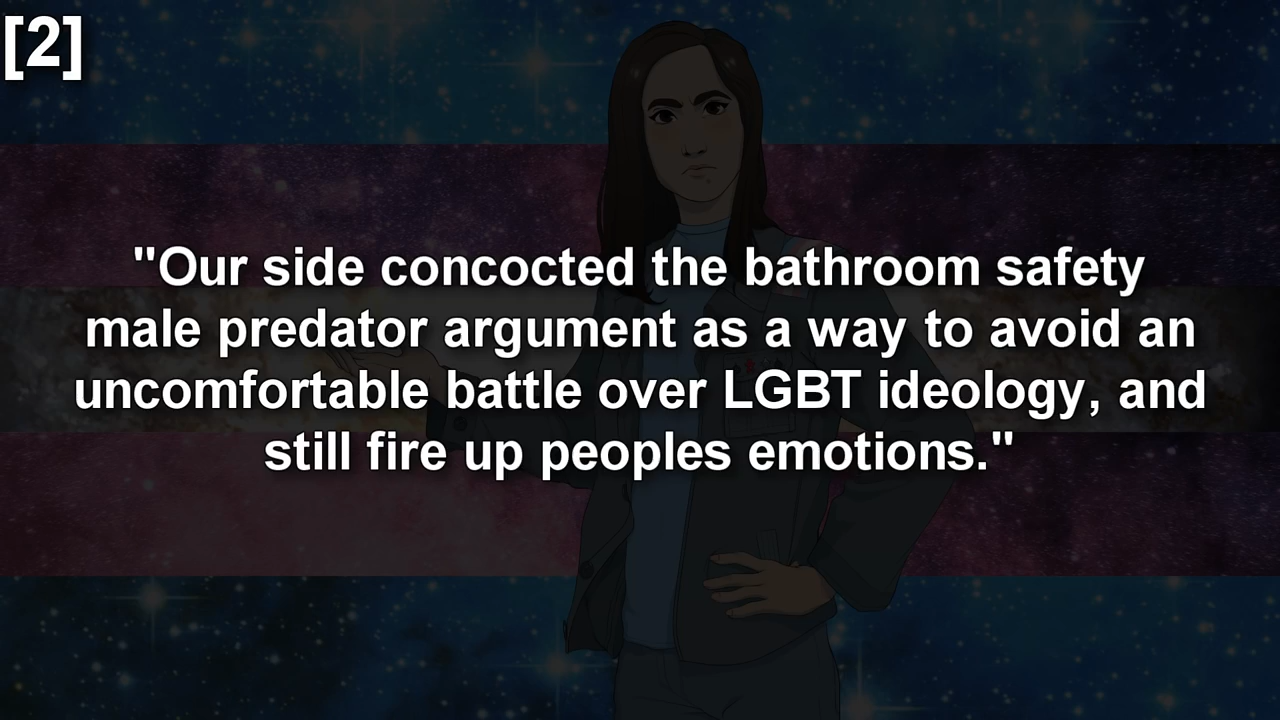 [2]
"Our side concocted the bathroom safety
male predator argument as a way to avoid an
uncomfortable battle over LGBT ideology, and
still fire up peoples emotions."